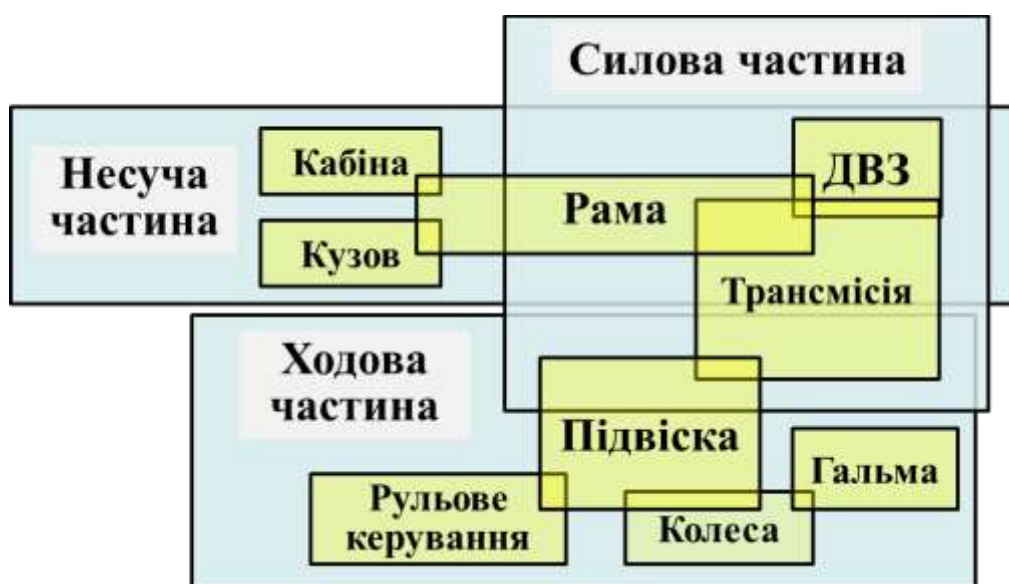 Силова частина
Несуча
частина
Кабіна
ДВЗ
Рама
Кузов
Трансмісія
Ходова
частина
Підвіска
Гальма
Рульове
керування
Колеса